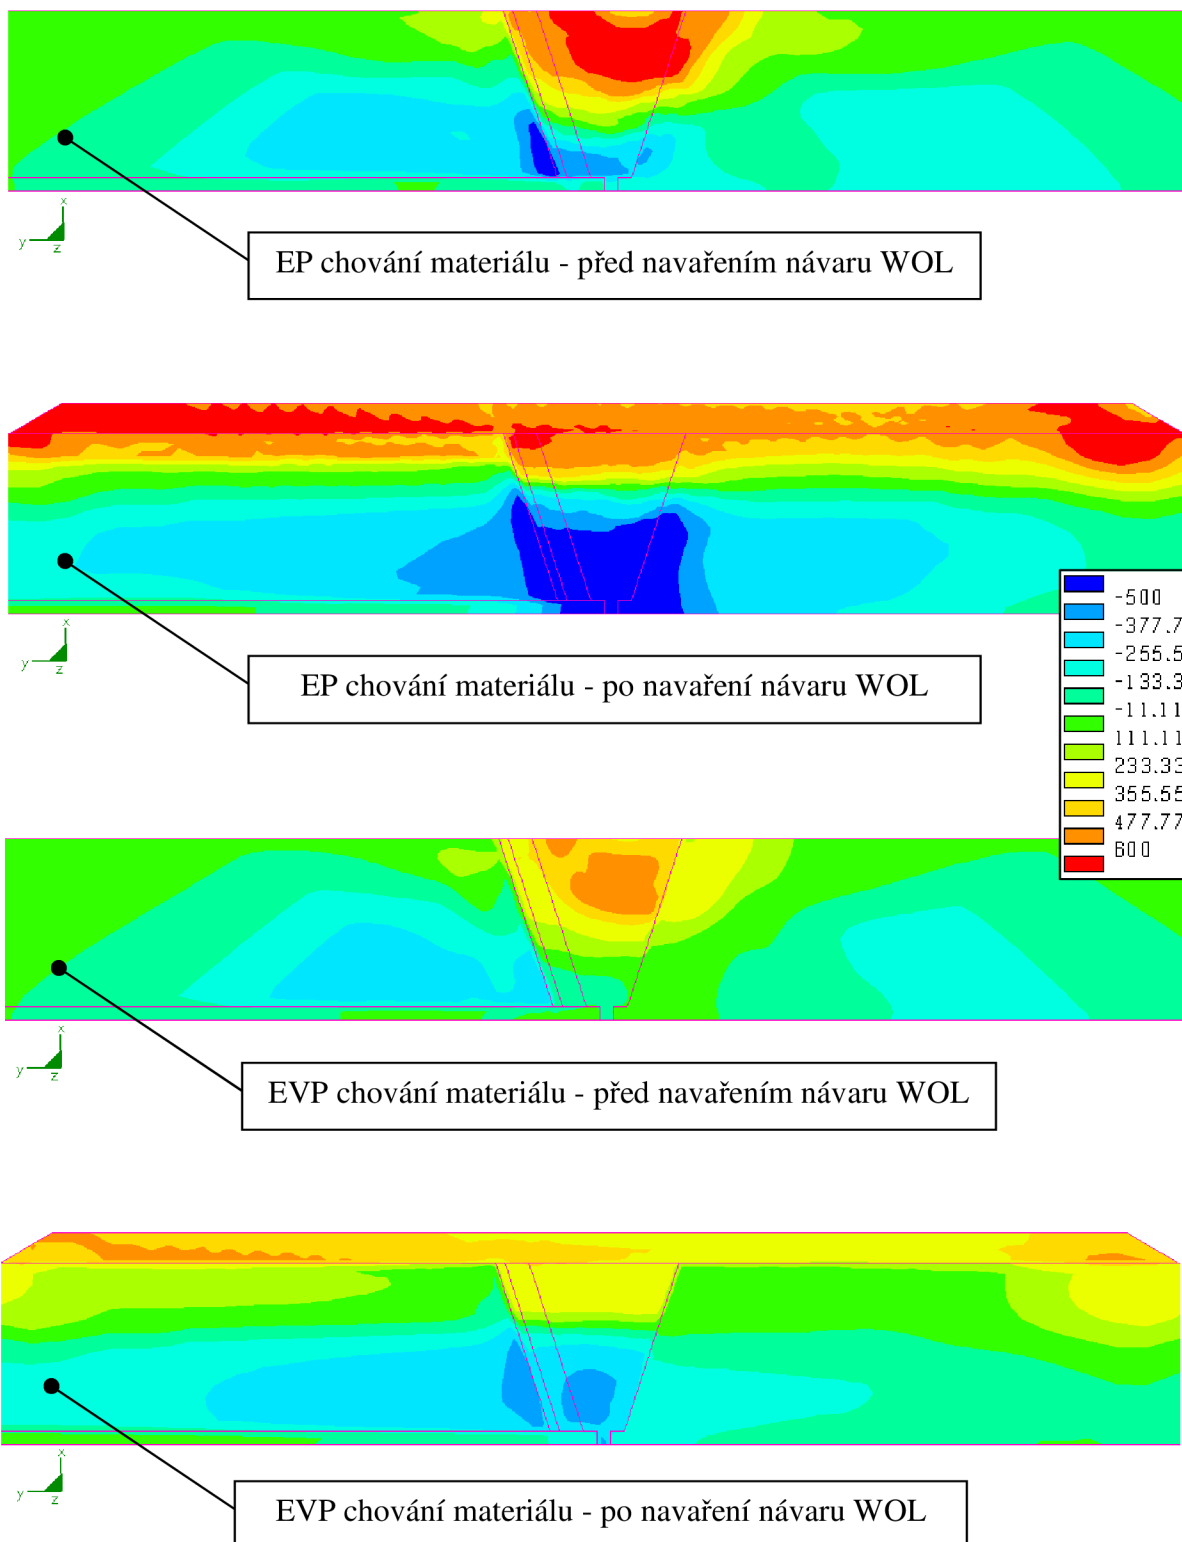 x
y
z
EP chování materiálu - před navařením návaru WOL
x
y
z
EP chování materiálu - po navaření návaru WOL
-500
-377.7
-255.5
-133.3
-11.11
111.11
233.33
355.55
477.77
600
x
y
z
EVP chování materiálu - před navařením návaru WOL
x
y
z
EVP chování materiálu - po navaření návaru WOL